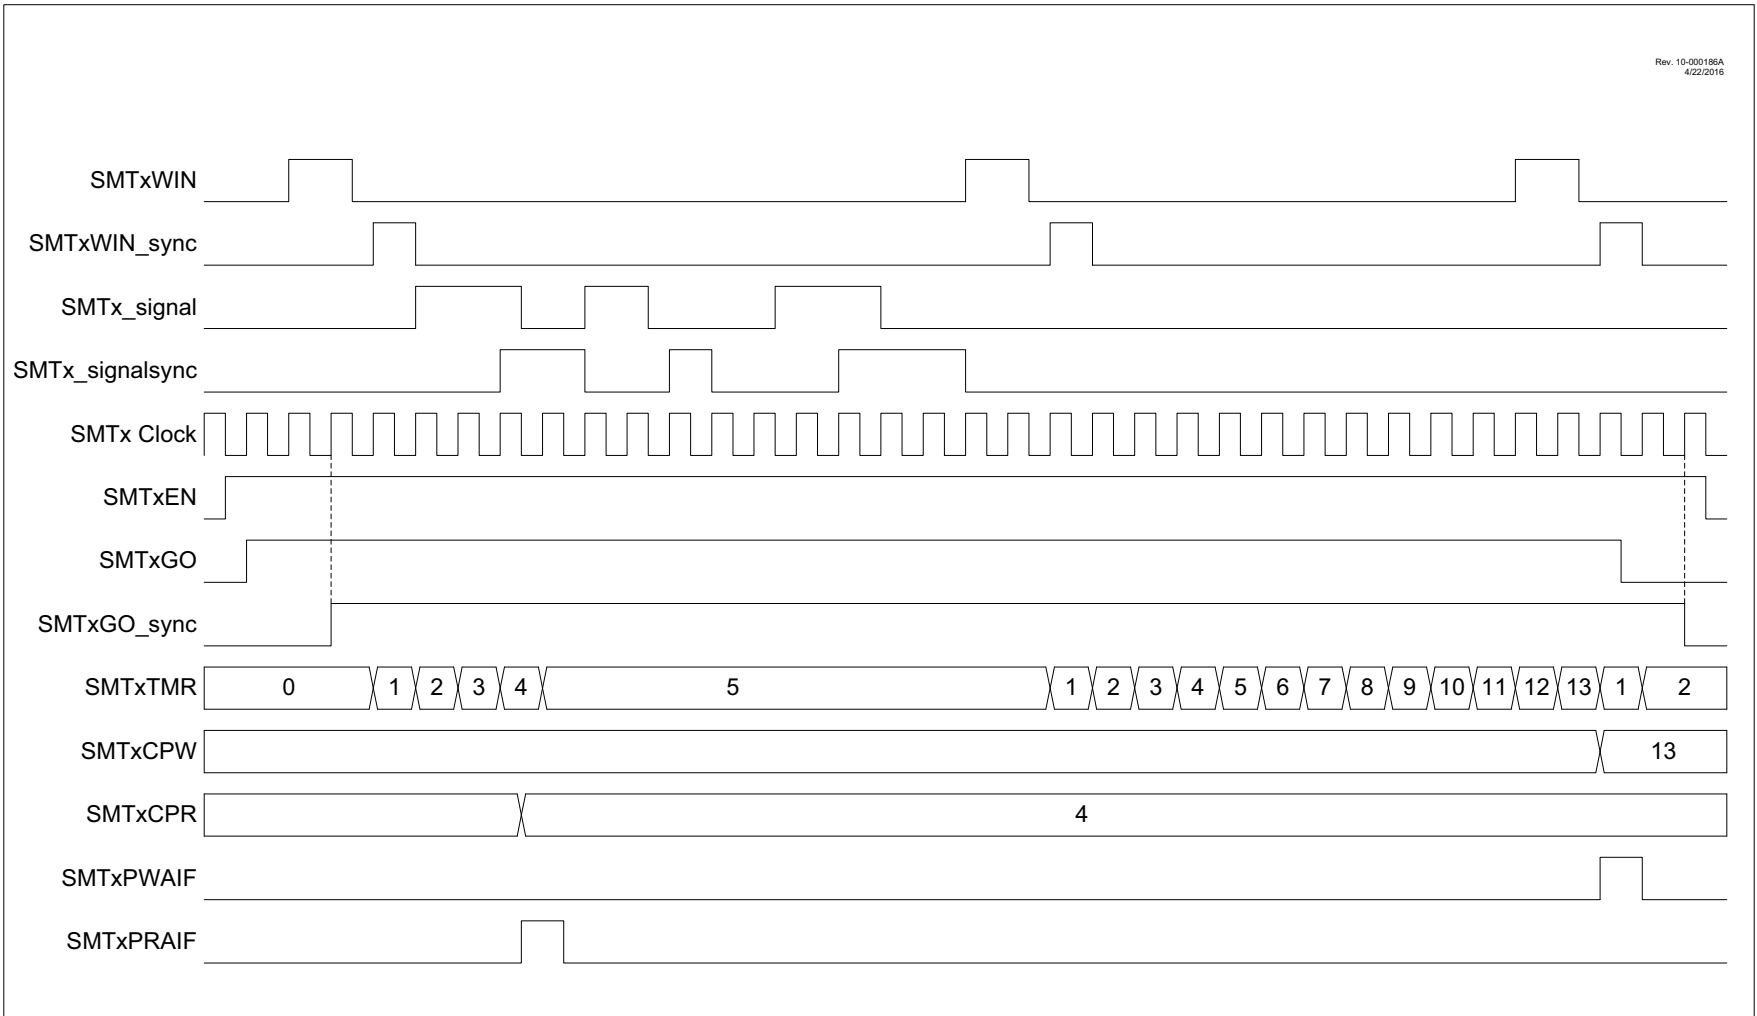 Rev. 10-000186A
4/22/2016
SMTxWIN
SMTxWIN_sync
SMTx_signal
SMTx_signalsync
SMTx Clock
SMTxEN
SMTxGO
SMTxGO_sync
SMTxTMR 0 1 2 3 4 5 1 2 3 4 5 6 7 8 9 10 11 12 13 1 2
SMTxCPW 13
SMTxCPR 4
SMTxPWAIF
SMTxPRAIF